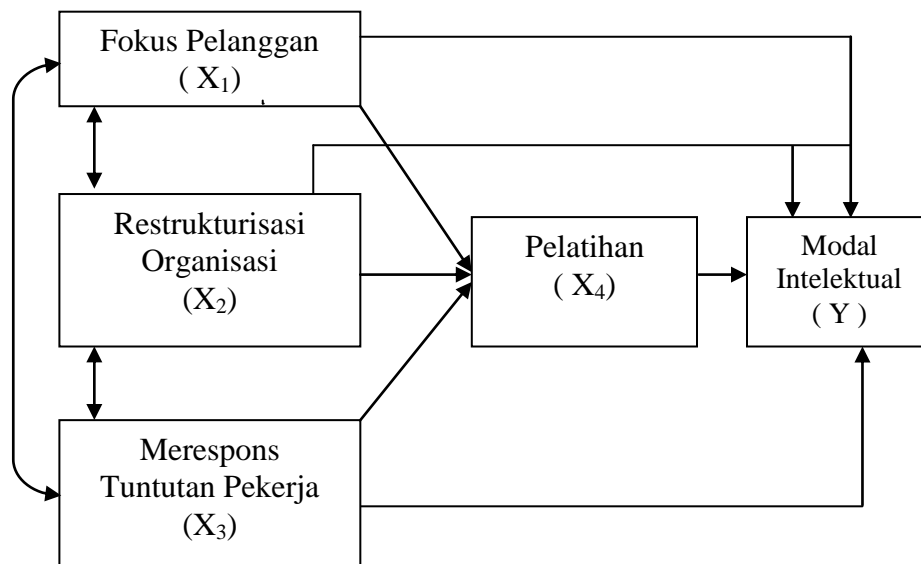 Fokus Pelanggan
( X₁)
Restrukturisasi
Organisasi
(X₂)
Pelatihan
( X₄)
Modal
Intelektual
( Y )
Merespons
Tuntutan Pekerja
(X₃)